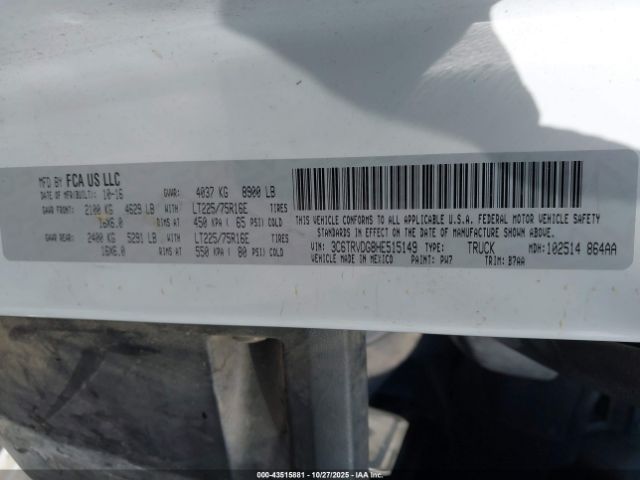 MFD BY FCA US LLC
DATE OF MFR(BUILT): 10-16 GVWR: 4037 KG 8900 LB
GAWR FRONT: 2100 KG 4629 LB WITH LT225/75R16E TIRES
16X6.0 RIMS AT 450 KPA ( 65 PSI) COLD
GAWR REAR: 2400 KG 5291 LB WITH LT225/75R16E TIRES
16X6.0 RIMS AT 550 KPA ( 80 PSI) COLD
THIS VEHICLE CONFORMS TO ALL APPLICABLE U.S.A. FEDERAL MOTOR VEHICLE SAFETY
STANDARDS IN EFFECT ON THE DATE OF MANUFACTURE SHOWN ABOVE.
VIN: 3C6TRVDG8HE515149 TYPE: TRUCK MDH: 102514 864AA
VEHICLE MADE IN MEXICO PAINT: PW7 TRIM: B7AA
000-43515881 10/27/2025 © IAA Holdings, LLC